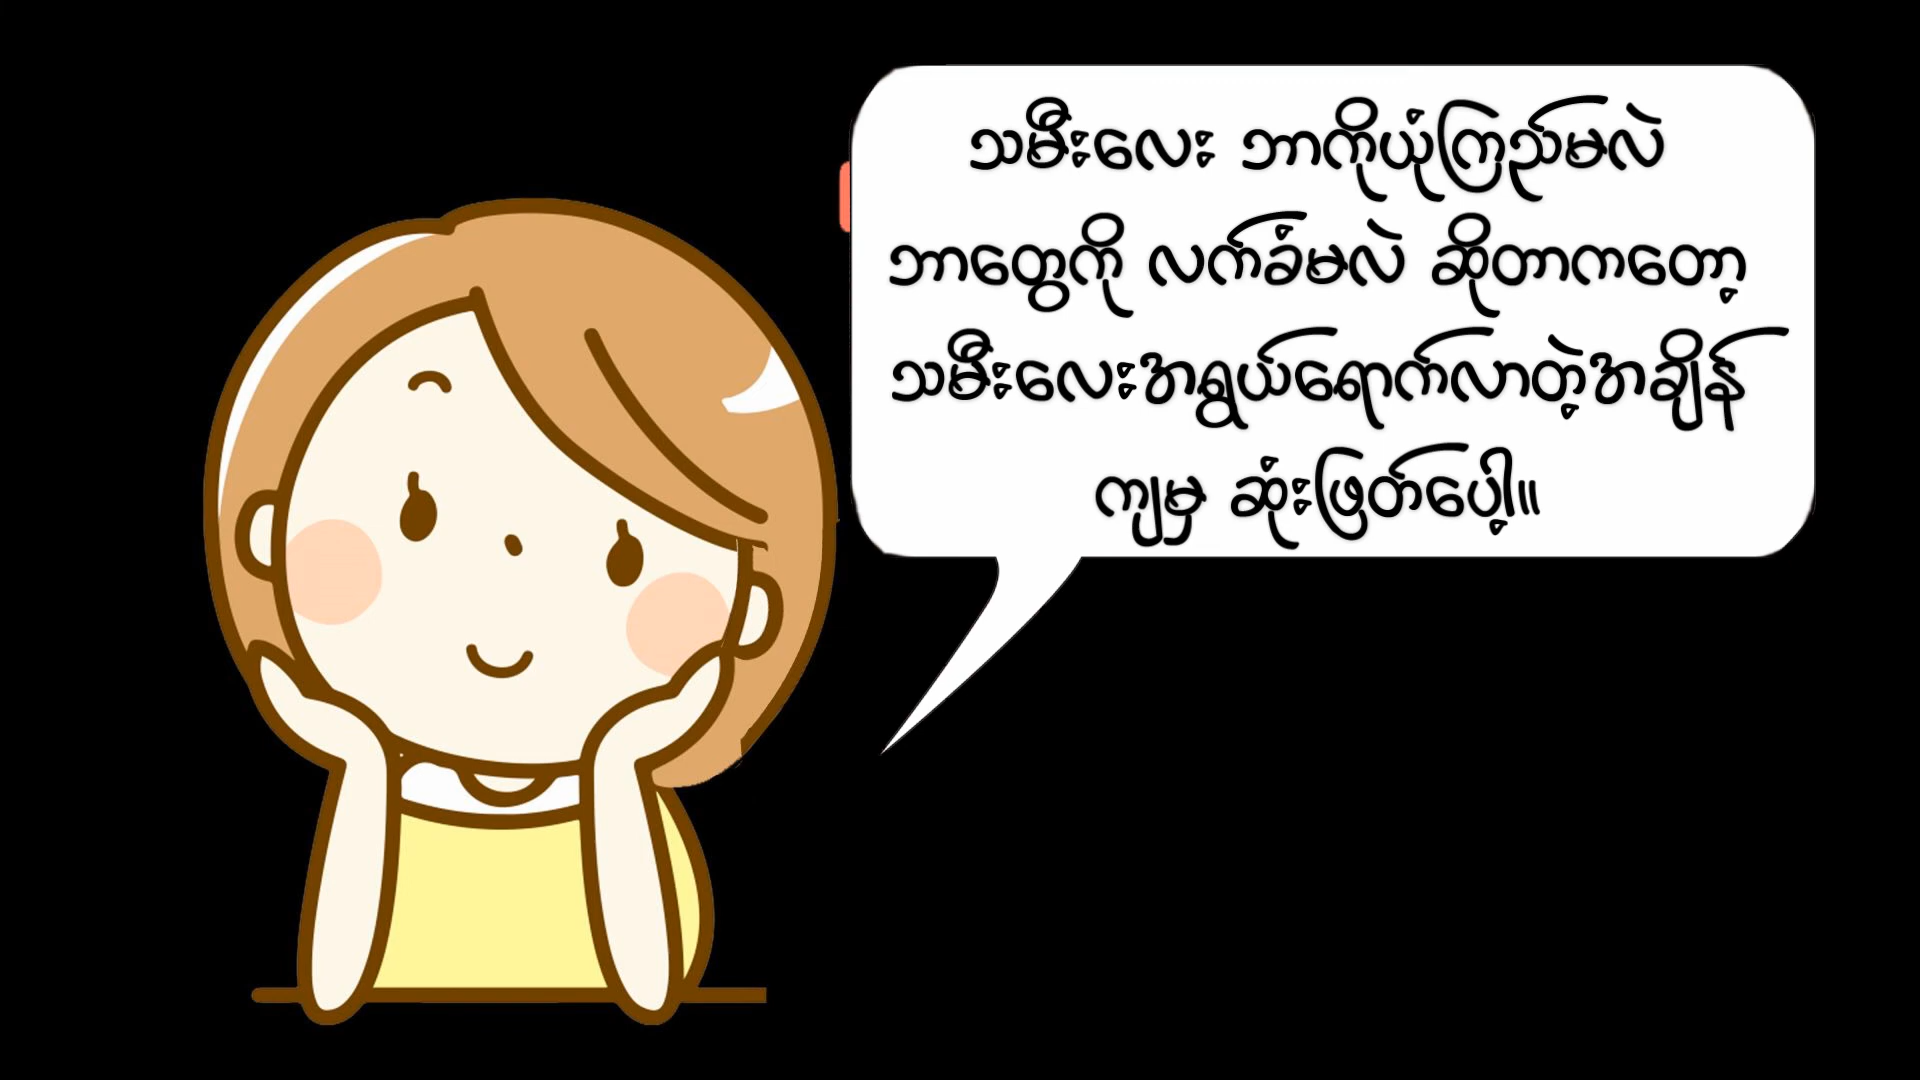 သမီးလေး ဘာကိုယုံကြည်မလဲ
ဘာတွေကို လက်ခံမလဲ ဆိုတာကတော့
သမီးလေးအရွယ်ရောက်လာတဲ့အချိန်
ကျမှ ဆုံးဖြတ်ပေါ့။